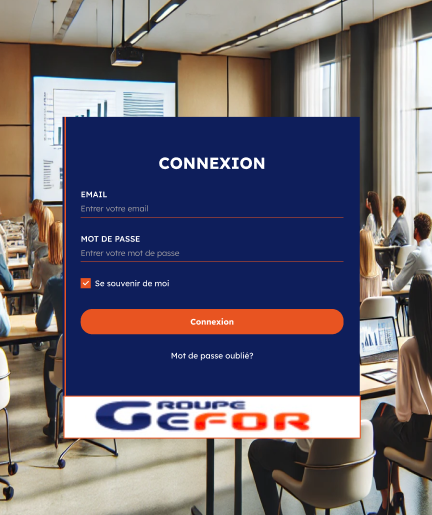 CONNEXION
EMAIL
Entrer votre email
MOT DE PASSE
Entrer votre mot de passe
Se souvenir de moi
Connexion
Mot de passe oublié?
GROUPE
GEFOR